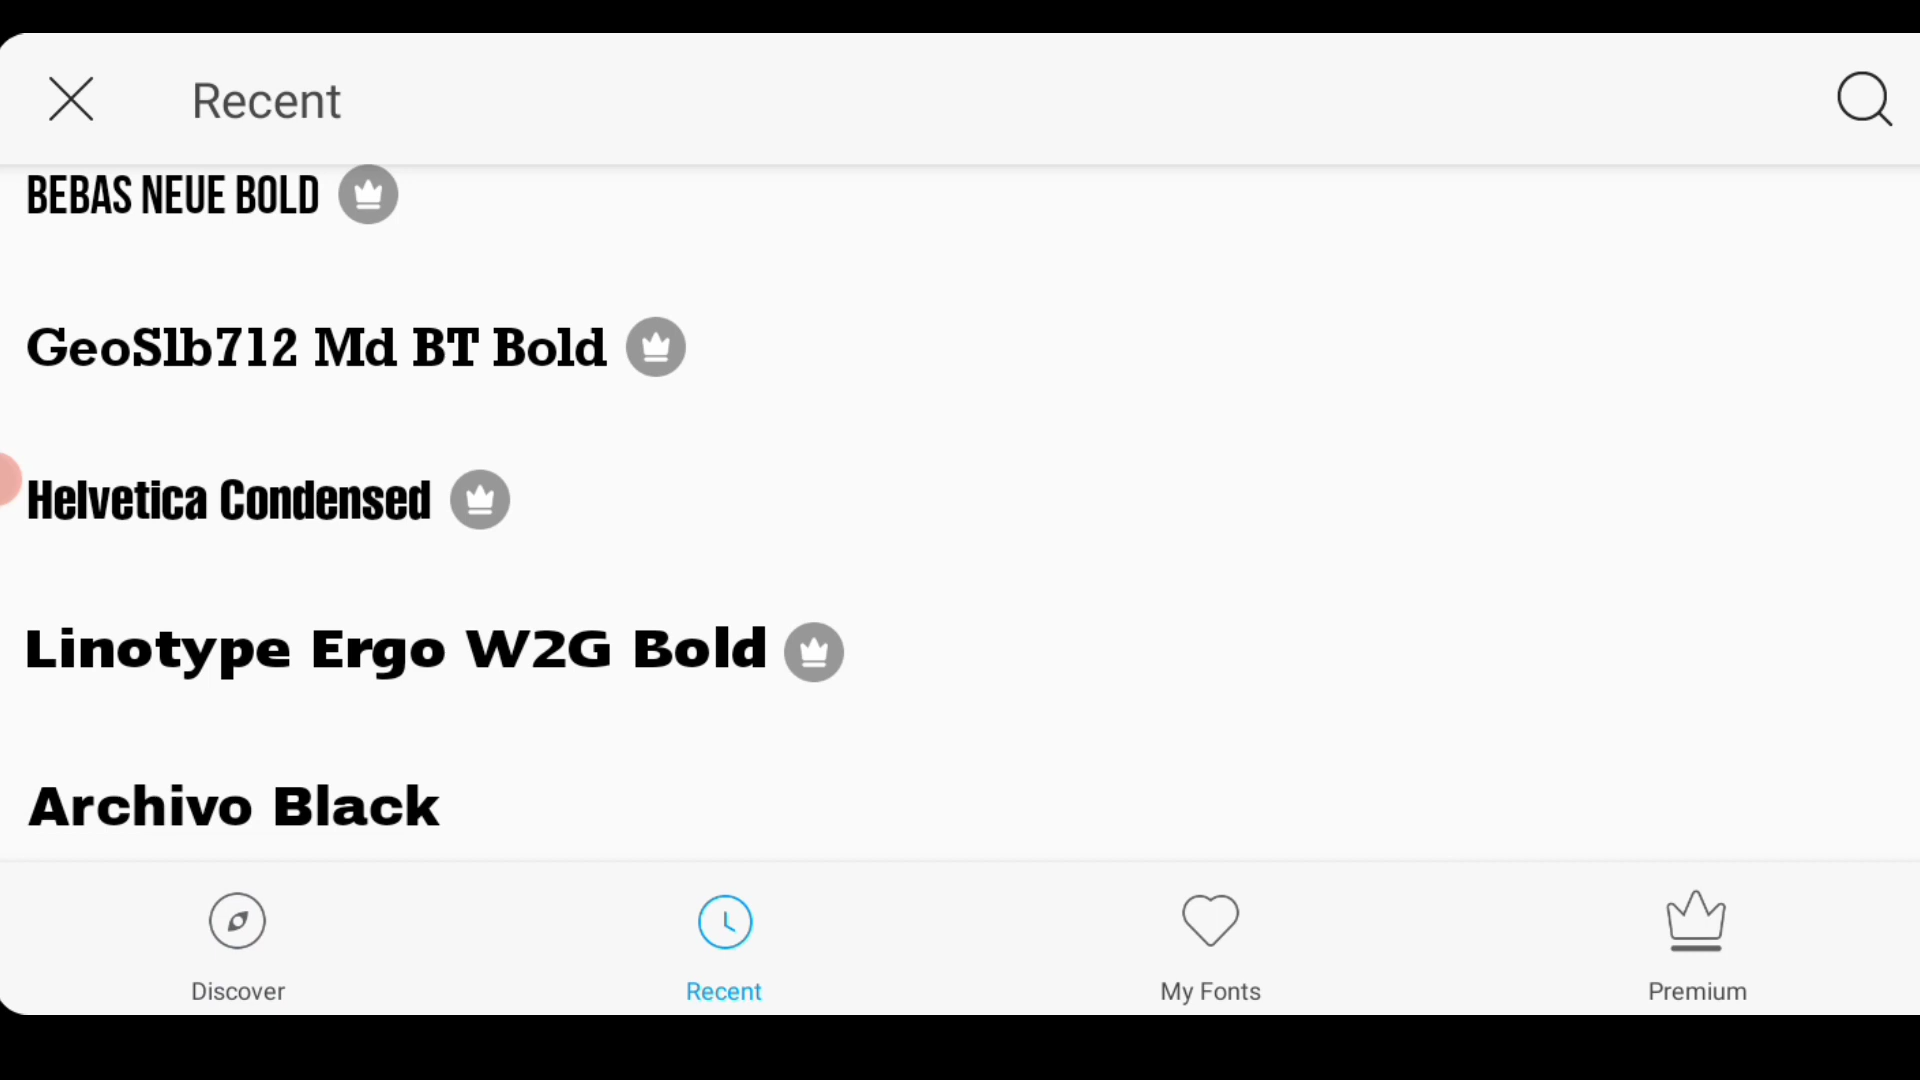 Recent
BEBAS NEUE BOLD
GeoSlb712 Md BT Bold
Helvetica Condensed
Linotype Ergo W2G Bold
Archivo Black
Discover
Recent
My Fonts
Premium